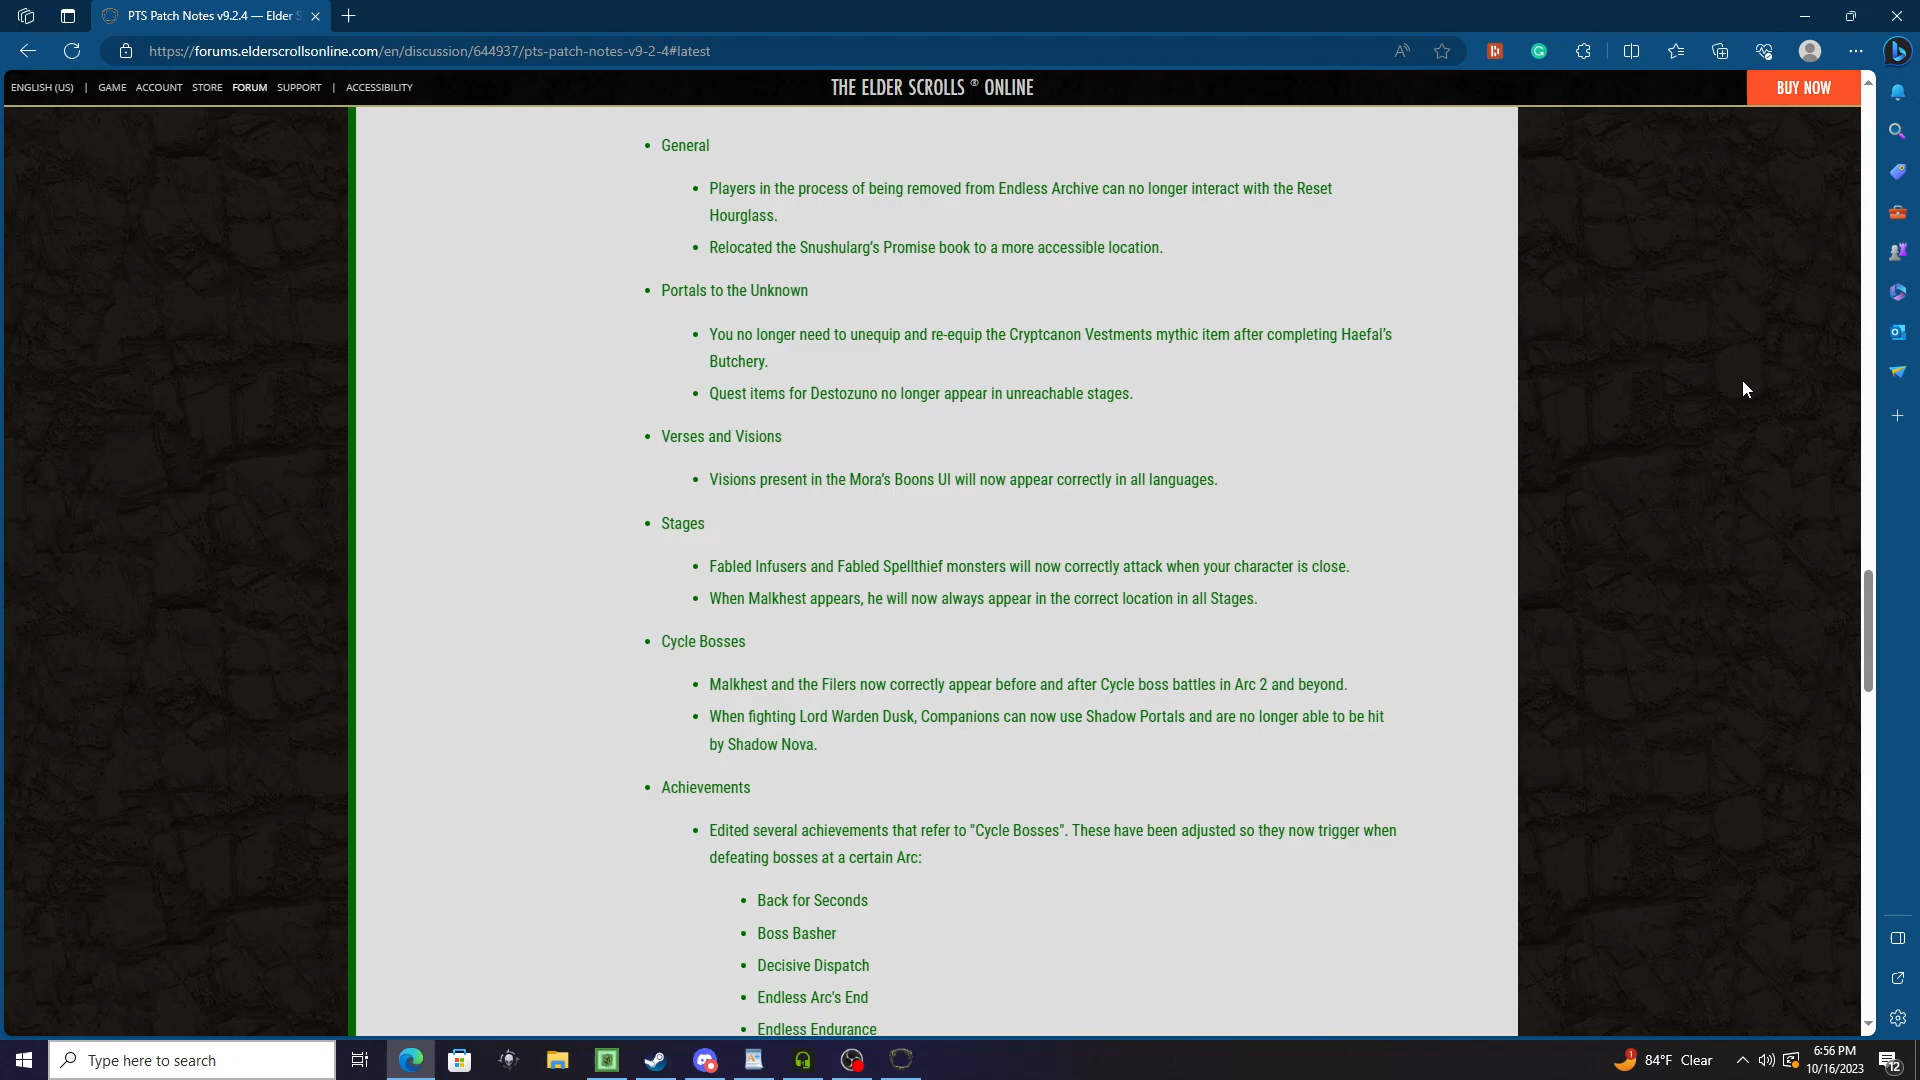 PTS Patch Notes v9.2.4 — Elder S
https://forums.elderscrollsonline.com/en/discussion/644937/pts-patch-notes-v9-2-4#latest
ENGLISH (US) | GAME ACCOUNT STORE FORUM SUPPORT | ACCESSIBILITY
THE ELDER SCROLLS ® ONLINE
BUY NOW
• General
• Players in the process of being removed from Endless Archive can no longer interact with the Reset
Hourglass.
• Relocated the Snushularg's Promise book to a more accessible location.
• Portals to the Unknown
• You no longer need to unequip and re-equip the Cryptcanon Vestments mythic item after completing Haefal's
Butchery.
• Quest items for Destozuno no longer appear in unreachable stages.
• Verses and Visions
• Visions present in the Mora's Boons UI will now appear correctly in all languages.
• Stages
• Fabled Infusers and Fabled Spellthief monsters will now correctly attack when your character is close.
• When Malkhest appears, he will now always appear in the correct location in all Stages.
• Cycle Bosses
• Malkhest and the Filers now correctly appear before and after Cycle boss battles in Arc 2 and beyond.
• When fighting Lord Warden Dusk, Companions can now use Shadow Portals and are no longer able to be hit
by Shadow Nova.
• Achievements
• Edited several achievements that refer to "Cycle Bosses". These have been adjusted so they now trigger when
defeating bosses at a certain Arc:
• Back for Seconds
• Boss Basher
• Decisive Dispatch
• Endless Arc's End
• Endless Endurance
Type here to search
1
84°F Clear
6:56 PM
10/16/2023
12